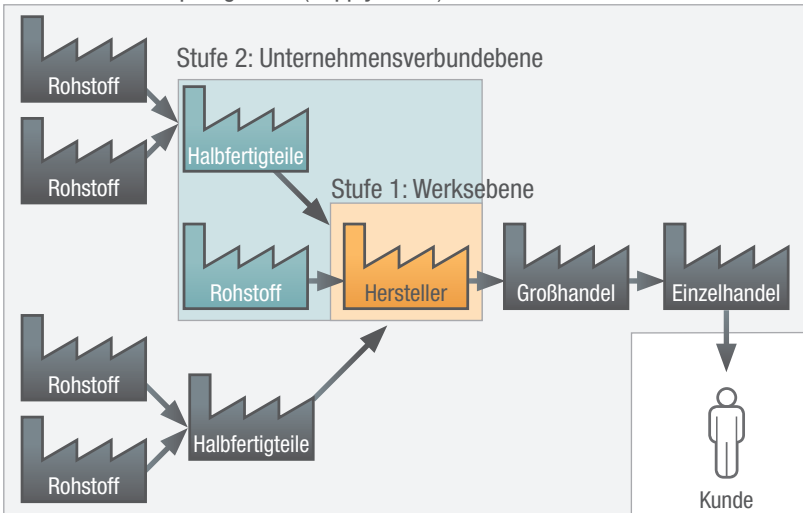 Stufe 2: Unternehmensverbundebene
Rohstoff
Rohstoff
Halbfertigteile
Stufe 1: Werksebene
Rohstoff
Hersteller
Großhandel
Einzelhandel
Rohstoff
Halbfertigteile
Rohstoff
Kunde